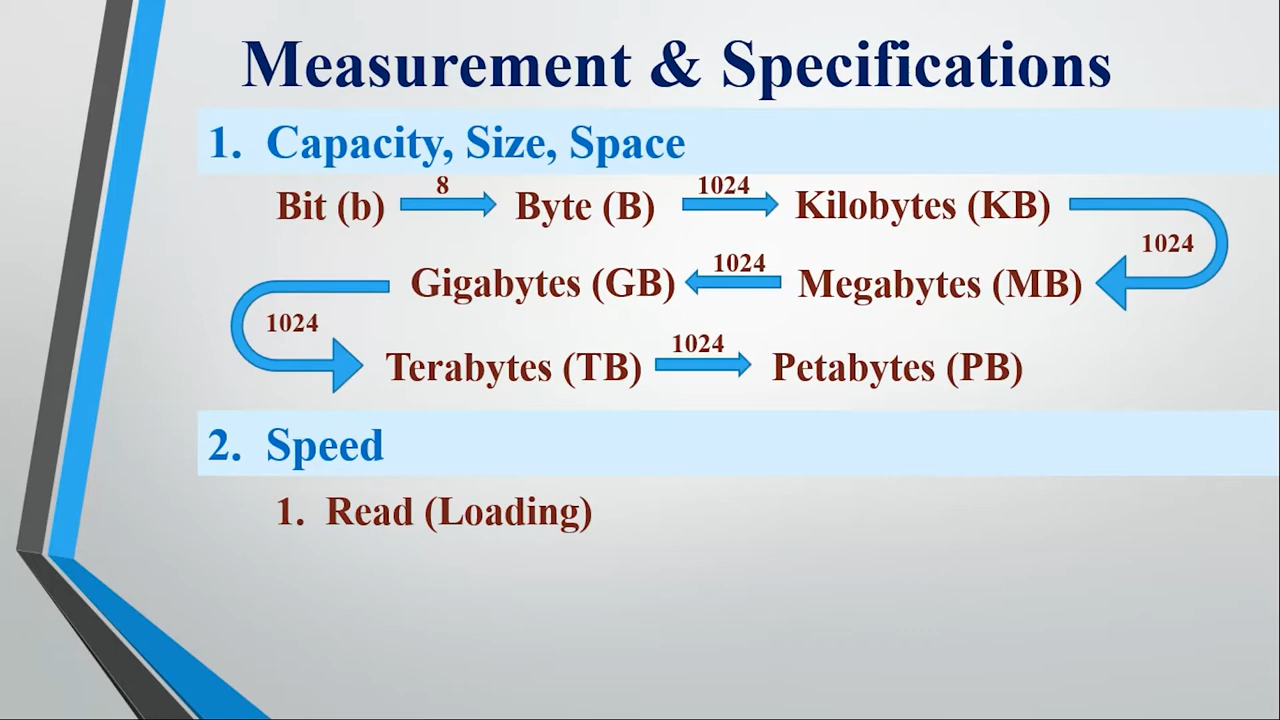 Measurement & Specifications
1. Capacity, Size, Space
Bit (b) 8 Byte (B) 1024 Kilobytes (KB)
1024
Gigabytes (GB) 1024 Megabytes (MB)
1024
Terabytes (TB) 1024 Petabytes (PB)
2. Speed
1. Read (Loading)